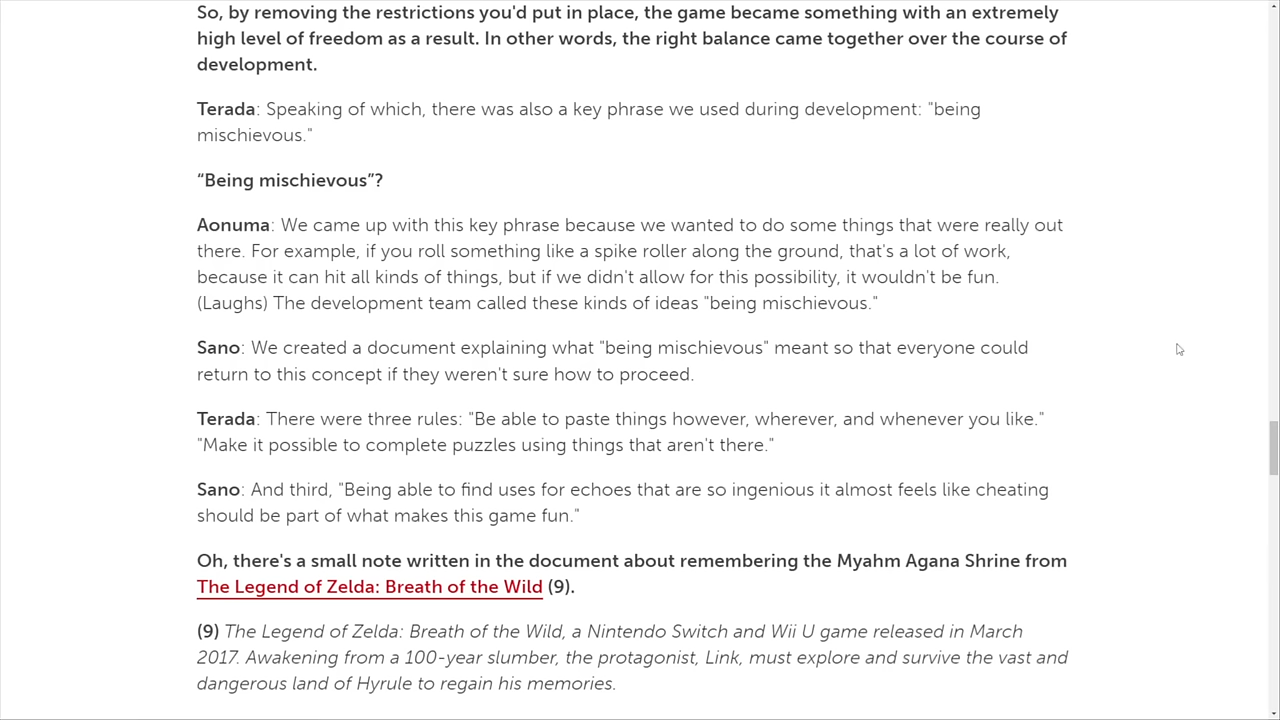 So, by removing the restrictions you'd put in place, the game became something with an extremely
high level of freedom as a result. In other words, the right balance came together over the course of
development.
Terada: Speaking of which, there was also a key phrase we used during development: "being
mischievous."
“Being mischievous”?
Aonuma: We came up with this key phrase because we wanted to do some things that were really out
there. For example, if you roll something like a spike roller along the ground, that's a lot of work,
because it can hit all kinds of things, but if we didn't allow for this possibility, it wouldn't be fun.
(Laughs) The development team called these kinds of ideas "being mischievous."
Sano: We created a document explaining what "being mischievous" meant so that everyone could
return to this concept if they weren't sure how to proceed.
Terada: There were three rules: "Be able to paste things however, wherever, and whenever you like."
"Make it possible to complete puzzles using things that aren't there."
Sano: And third, "Being able to find uses for echoes that are so ingenious it almost feels like cheating
should be part of what makes this game fun."
Oh, there's a small note written in the document about remembering the Myahm Agana Shrine from
The Legend of Zelda: Breath of the Wild (9).
(9) The Legend of Zelda: Breath of the Wild, a Nintendo Switch and Wii U game released in March
2017. Awakening from a 100-year slumber, the protagonist, Link, must explore and survive the vast and
dangerous land of Hyrule to regain his memories.